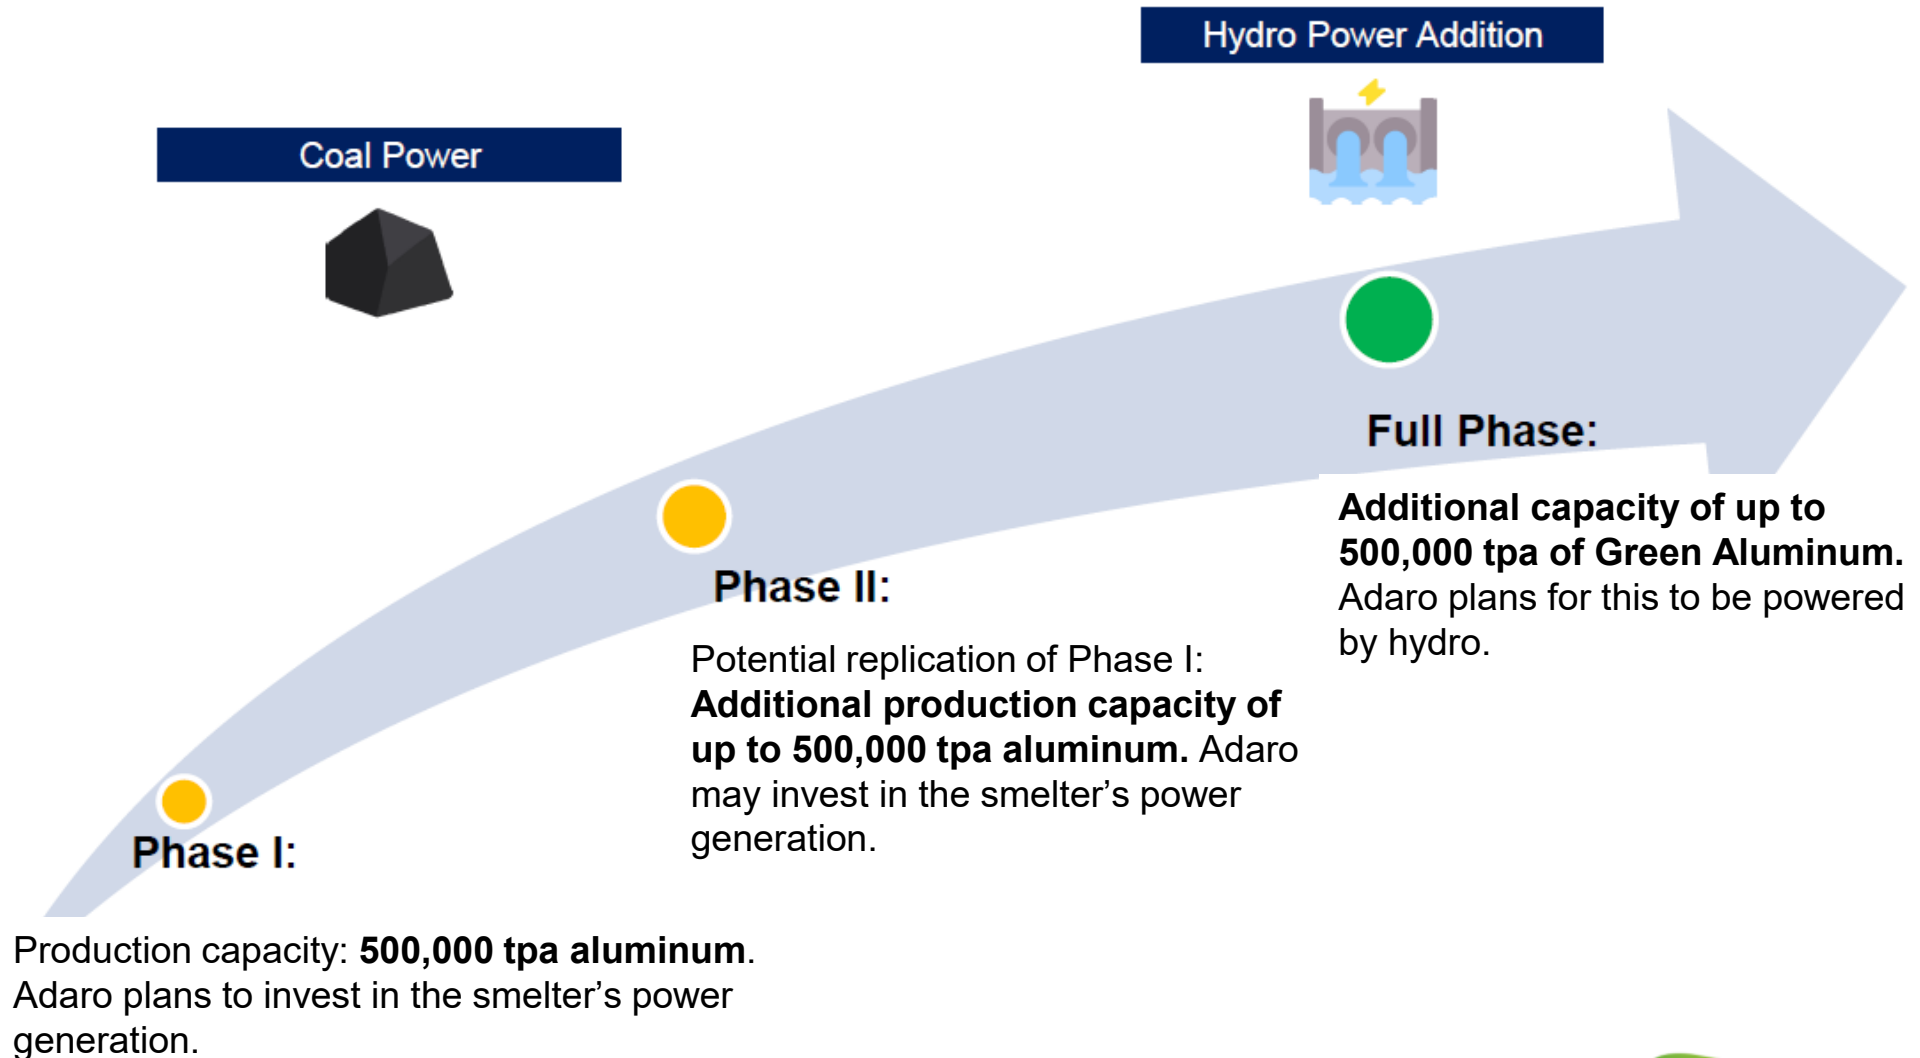 Hydro Power Addition
Coal Power
Full Phase:
Additional capacity of up to
500,000 tpa of Green Aluminum.
Adaro plans for this to be powered
by hydro.
Phase II:
Potential replication of Phase I:
Additional production capacity of
up to 500,000 tpa aluminum. Adaro
may invest in the smelter’s power
generation.
Phase I:
Production capacity: 500,000 tpa aluminum.
Adaro plans to invest in the smelter’s power
generation.